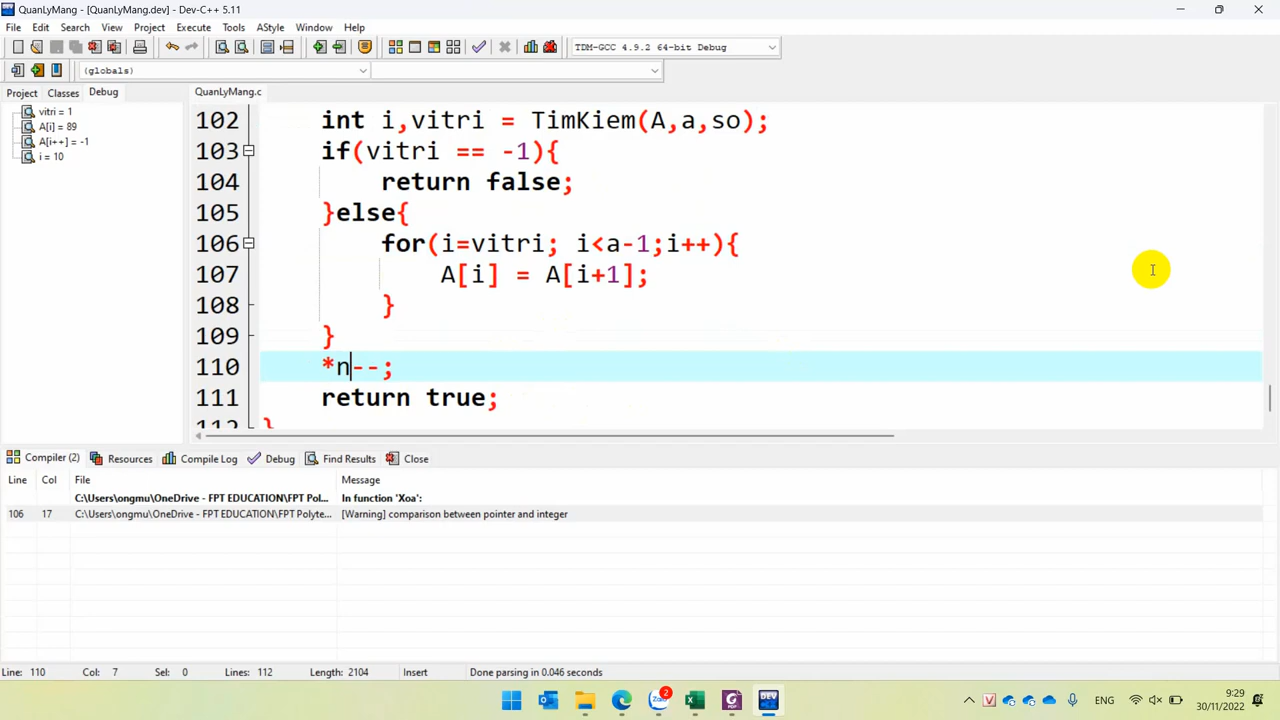 QuanLyMang - [QuanLyMang.dev] - Dev-C++ 5.11
File Edit Search View Project Execute Tools AStyle Window Help
TDM-GCC 4.9.2 64-bit Debug
(globals)
Project Classes Debug
QuanLyMang.c
vitri = 1
A[i] = 89
A[i++] = -1
i = 10
102 int i,vitri = TimKiem(A,a,so);
103 if(vitri == -1){
104 return false;
105 }else{
106 for(i=vitri; i<a-1;i++){
107 A[i] = A[i+1];
108 }
109 }
110 *n--;
111 return true;
112 }
Compiler (2) Resources Compile Log Debug Find Results Close
Line Col File Message
C:\Users\ongmu\OneDrive - FPT EDUCATION\FPT Pol... In function 'Xoa':
106 17 C:\Users\ongmu\OneDrive - FPT EDUCATION\FPT Polyte... [Warning] comparison between pointer and integer
Line: 110 Col: 7 Sel: 0 Lines: 112 Length: 2104 Insert Done parsing in 0.046 seconds
2
DEV
ENG
9:29
30/11/2022